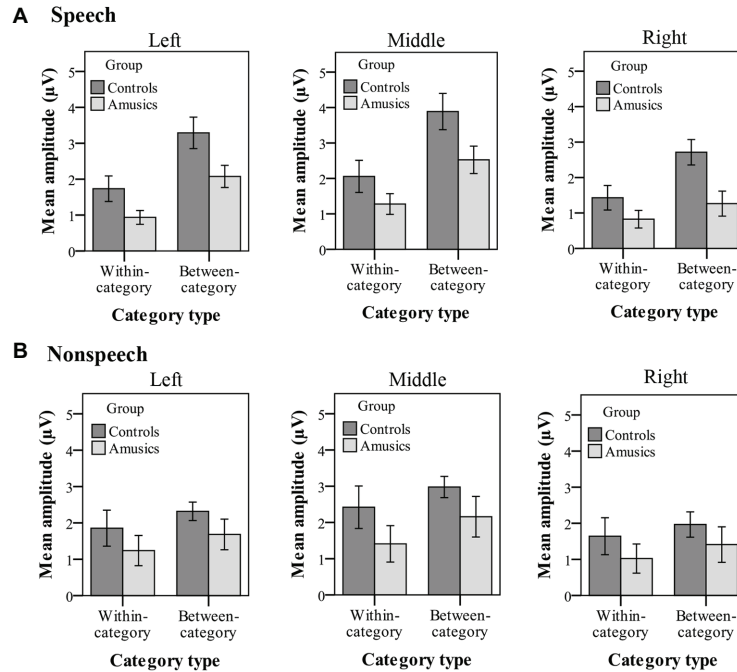 A Speech
Left
Mean amplitude (μV)
5
4
3
2
1
0
Group
Controls
Amusics
Within-
category
Between-
category
Category type
Middle
Mean amplitude (μV)
5
4
3
2
1
0
Group
Controls
Amusics
Within-
category
Between-
category
Category type
Right
Mean amplitude (μV)
5
4
3
2
1
0
Group
Controls
Amusics
Within-
category
Between-
category
Category type
B Nonspeech
Left
Mean amplitude (μV)
5
4
3
2
1
0
Group
Controls
Amusics
Within-
category
Between-
category
Category type
Middle
Mean amplitude (μV)
5
4
3
2
1
0
Group
Controls
Amusics
Within-
category
Between-
category
Category type
Right
Mean amplitude (μV)
5
4
3
2
1
0
Group
Controls
Amusics
Within-
category
Between-
category
Category type